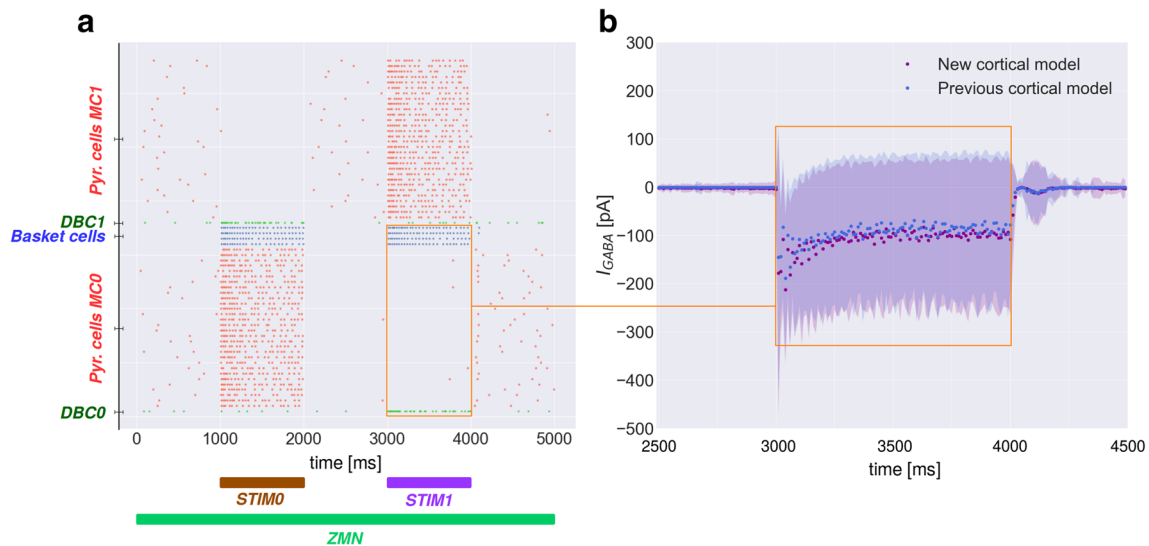 a
Pyr. cells MC1
DBC1
Basket cells
Pyr. cells MC0
DBC0
0 1000 2000 3000 4000 5000
time [ms]
STIM0 STIM1
ZMN
b
300
200
100
0
−100
−200
−300
−400
−500
I_GABA [pA]
New cortical model
Previous cortical model
2500 3000 3500 4000 4500
time [ms]